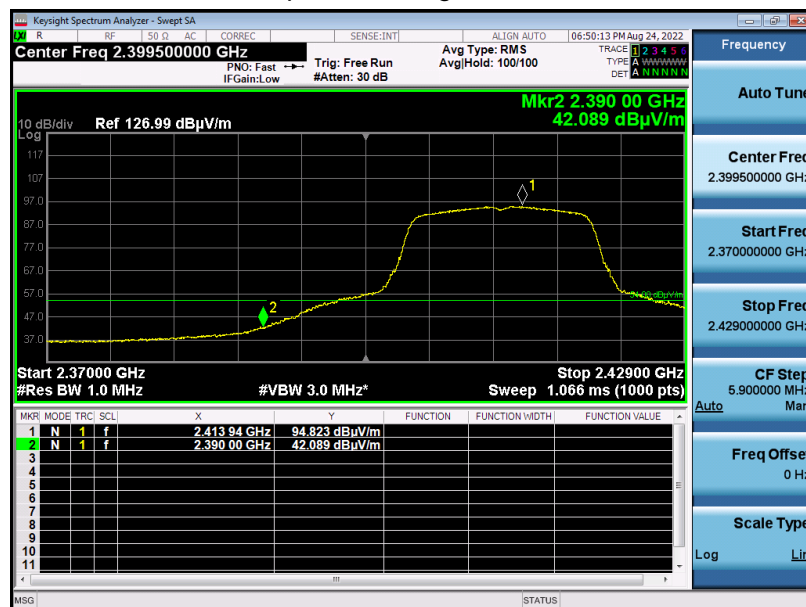 Keysight Spectrum Analyzer - Swept SA
LXI R RF 50 Ω AC CORREC SENSE:INT ALIGN AUTO 06:50:13 PM Aug 24, 2022
Center Freq 2.399500000 GHz
PNO: Fast
IFGain:Low
Trig: Free Run
#Atten: 30 dB
Avg Type: RMS
Avg|Hold: 100/100
TRACE 1 2 3 4 5 6
TYPE A WWWWW
DET A N N N N N
Mkr2 2.390 00 GHz
42.089 dBµV/m
10 dB/div Ref 126.99 dBµV/m
Log
117
107
97.0
87.0
77.0
67.0
57.0
47.0
37.0
1
2
54.00 dBµV/m
Start 2.37000 GHz Stop 2.42900 GHz
#Res BW 1.0 MHz #VBW 3.0 MHz* Sweep 1.066 ms (1000 pts)
MKR MODE TRC SCL X Y FUNCTION FUNCTION WIDTH FUNCTION VALUE
1 N 1 f 2.413 94 GHz 94.823 dBµV/m
2 N 1 f 2.390 00 GHz 42.089 dBµV/m
3
4
5
6
7
8
9
10
11
MSG STATUS
Frequency
Auto Tune
Center Freq
2.399500000 GHz
Start Freq
2.370000000 GHz
Stop Freq
2.429000000 GHz
CF Step
5.900000 MHz
Auto Man
Freq Offset
0 Hz
Scale Type
Log Lin